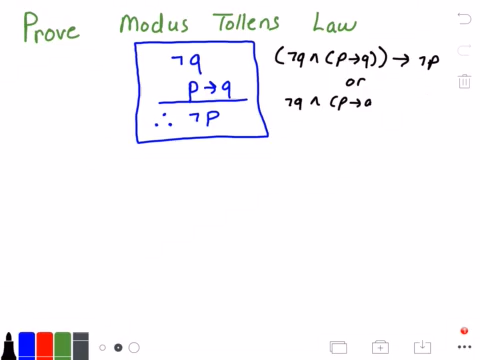 Prove Modus Tollens Law
¬q
p→q
∴ ¬p
(¬q ∧ (p→q)) → ¬p
or
¬q ∧ (p→